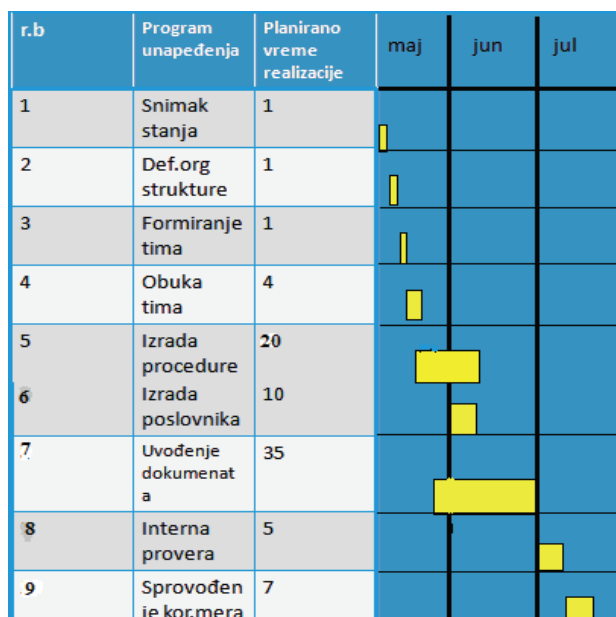 r.b Program Planirano
unapeđenja vreme
realizacije
maj jun jul
1 Snimak 1
stanja
2 Def.org 1
strukture
3 Formiranje 1
tima
4 Obuka 4
tima
5 Izrada 20
procedure
6 Izrada 10
poslovnika
7 Uvođenje 35
dokumenat
a
8 Interna 5
provera
9 Sprovođen 7
je kor.mera